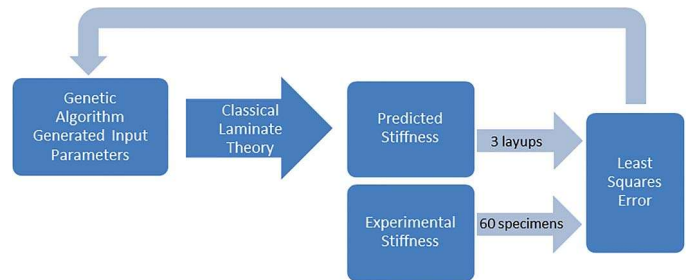 Genetic
Algorithm
Generated Input
Parameters
Classical
Laminate
Theory
Predicted
Stiffness
3 layups
Experimental
Stiffness
60 specimens
Least
Squares
Error